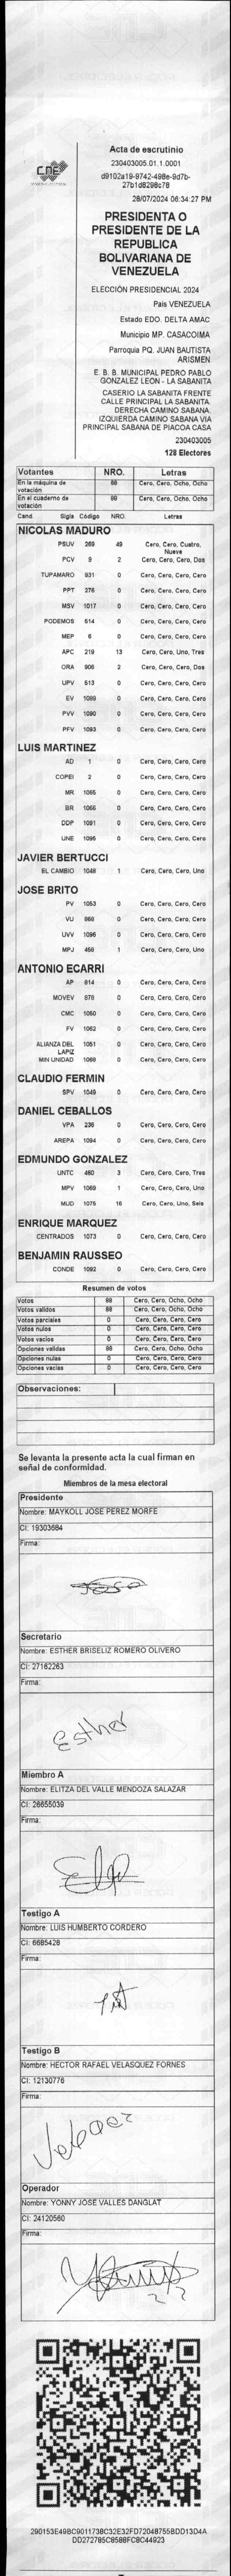 CNE
Acta de escrutinio
230403005.01.1.0001
d9102a19-9742-498e-9d7b-
27b1d8298c78
28/07/2024 06:34:27 PM
PRESIDENTA O
PRESIDENTE DE LA
REPUBLICA
BOLIVARIANA DE
VENEZUELA
ELECCIÓN PRESIDENCIAL 2024
País VENEZUELA
Estado EDO. DELTA AMAC
Municipio MP. CASACOIMA
Parroquia PQ. JUAN BAUTISTA
ARISMEN
E. B. B. MUNICIPAL PEDRO PABLO
GONZALEZ LEON - LA SABANITA
CASERIO LA SABANITA FRENTE
CALLE PRINCIPAL LA SABANITA.
DERECHA CAMINO SABANA.
IZQUIERDA CAMINO SABANA VIA
PRINCIPAL SABANA DE PIACOA CASA
230403005
128 Electores
Votantes NRO. Letras
En la máquina de votación 88 Cero, Cero, Ocho, Ocho
En el cuaderno de votación 88 Cero, Cero, Ocho, Ocho
Cand. Sigla Código NRO. Letras
NICOLAS MADURO
PSUV 269 49 Cero, Cero, Cuatro, Nueve
PCV 9 2 Cero, Cero, Cero, Dos
TUPAMARO 931 0 Cero, Cero, Cero, Cero
PPT 276 0 Cero, Cero, Cero, Cero
MSV 1017 0 Cero, Cero, Cero, Cero
PODEMOS 514 0 Cero, Cero, Cero, Cero
MEP 6 0 Cero, Cero, Cero, Cero
APC 219 13 Cero, Cero, Uno, Tres
ORA 906 2 Cero, Cero, Cero, Dos
UPV 513 0 Cero, Cero, Cero, Cero
EV 1089 0 Cero, Cero, Cero, Cero
PVV 1090 0 Cero, Cero, Cero, Cero
PFV 1093 0 Cero, Cero, Cero, Cero
LUIS MARTINEZ
AD 1 0 Cero, Cero, Cero, Cero
COPEI 2 0 Cero, Cero, Cero, Cero
MR 1065 0 Cero, Cero, Cero, Cero
BR 1066 0 Cero, Cero, Cero, Cero
DDP 1091 0 Cero, Cero, Cero, Cero
UNE 1095 0 Cero, Cero, Cero, Cero
JAVIER BERTUCCI
EL CAMBIO 1048 1 Cero, Cero, Cero, Uno
JOSE BRITO
PV 1053 0 Cero, Cero, Cero, Cero
VU 868 0 Cero, Cero, Cero, Cero
UVV 1096 0 Cero, Cero, Cero, Cero
MPJ 458 1 Cero, Cero, Cero, Uno
ANTONIO ECARRI
AP 814 0 Cero, Cero, Cero, Cero
MOVEV 878 0 Cero, Cero, Cero, Cero
CMC 1050 0 Cero, Cero, Cero, Cero
FV 1062 0 Cero, Cero, Cero, Cero
ALIANZA DEL LAPIZ 1051 0 Cero, Cero, Cero, Cero
MIN UNIDAD 1068 0 Cero, Cero, Cero, Cero
CLAUDIO FERMIN
SPV 1049 0 Cero, Cero, Cero, Cero
DANIEL CEBALLOS
VPA 236 0 Cero, Cero, Cero, Cero
AREPA 1094 0 Cero, Cero, Cero, Cero
EDMUNDO GONZALEZ
UNTC 460 3 Cero, Cero, Cero, Tres
MPV 1069 1 Cero, Cero, Cero, Uno
MUD 1075 16 Cero, Cero, Uno, Seis
ENRIQUE MARQUEZ
CENTRADOS 1073 0 Cero, Cero, Cero, Cero
BENJAMIN RAUSSEO
CONDE 1092 0 Cero, Cero, Cero, Cero
Resumen de votos
Votos 88 Cero, Cero, Ocho, Ocho
Votos validos 88 Cero, Cero, Ocho, Ocho
Votos parciales 0 Cero, Cero, Cero, Cero
Votos nulos 0 Cero, Cero, Cero, Cero
Votos vacios 0 Cero, Cero, Cero, Cero
Opciones validas 88 Cero, Cero, Ocho, Ocho
Opciones nulas 0 Cero, Cero, Cero, Cero
Opciones vacias 0 Cero, Cero, Cero, Cero
Observaciones:
Se levanta la presente acta la cual firman en
señal de conformidad.
Miembros de la mesa electoral
Presidente
Nombre: MAYKOLL JOSE PEREZ MORFE
CI: 19303684
Firma:
Jose
Secretario
Nombre: ESTHER BRISELIZ ROMERO OLIVERO
CI: 27162263
Firma:
Esther
Miembro A
Nombre: ELITZA DEL VALLE MENDOZA SALAZAR
CI: 26655039
Firma:
Testigo A
Nombre: LUIS HUMBERTO CORDERO
CI: 6685428
Firma:
Testigo B
Nombre: HECTOR RAFAEL VELASQUEZ FORNES
CI: 12130776
Firma:
Operador
Nombre: YONNY JOSE VALLES DANGLAT
CI: 24120560
Firma:
290153E49BC9011738C32E32FD72048755BDD13D4A
DD272785C8588FC8C44923